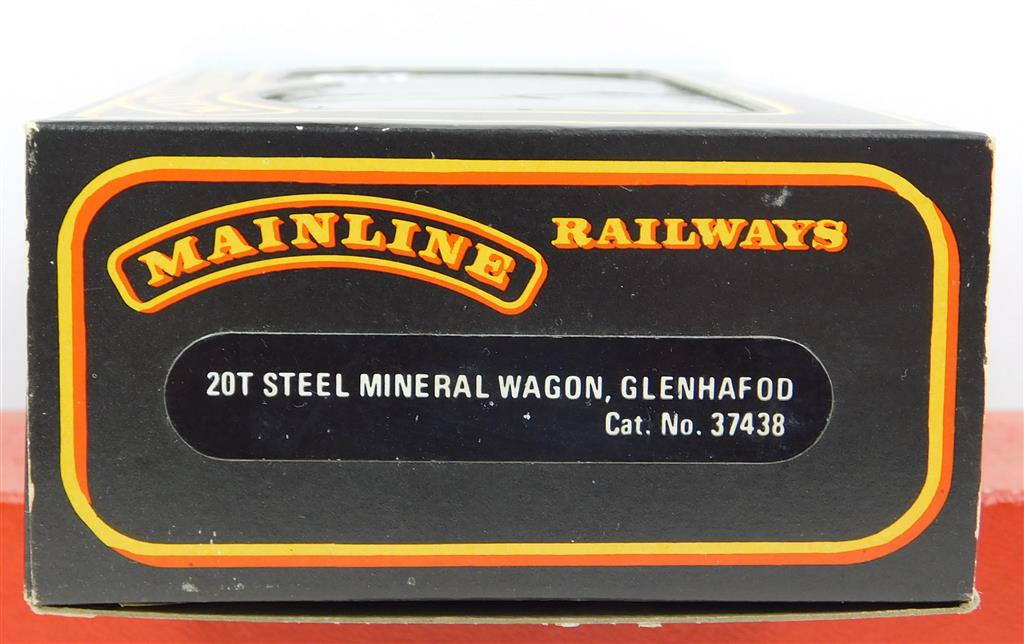 MAINLINE RAILWAYS
20T STEEL MINERAL WAGON, GLENHAFOD
Cat. No. 37438